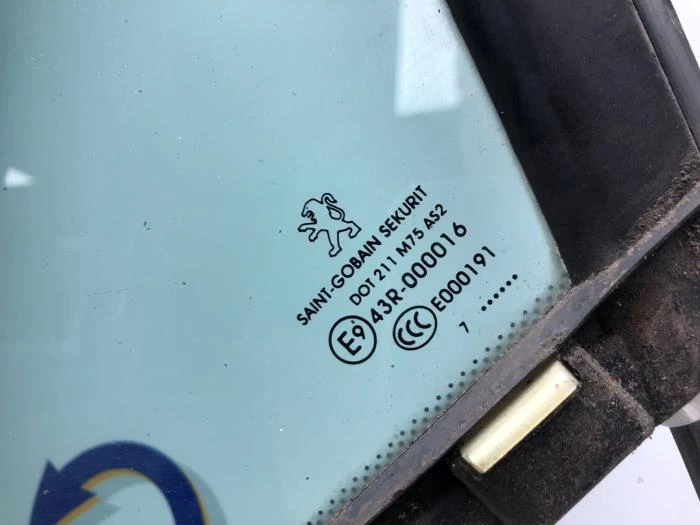 SAINT-GOBAIN SEKURIT
DOT 211 M75 AS2
E9 43R-000016
CCC E000191
7 ......